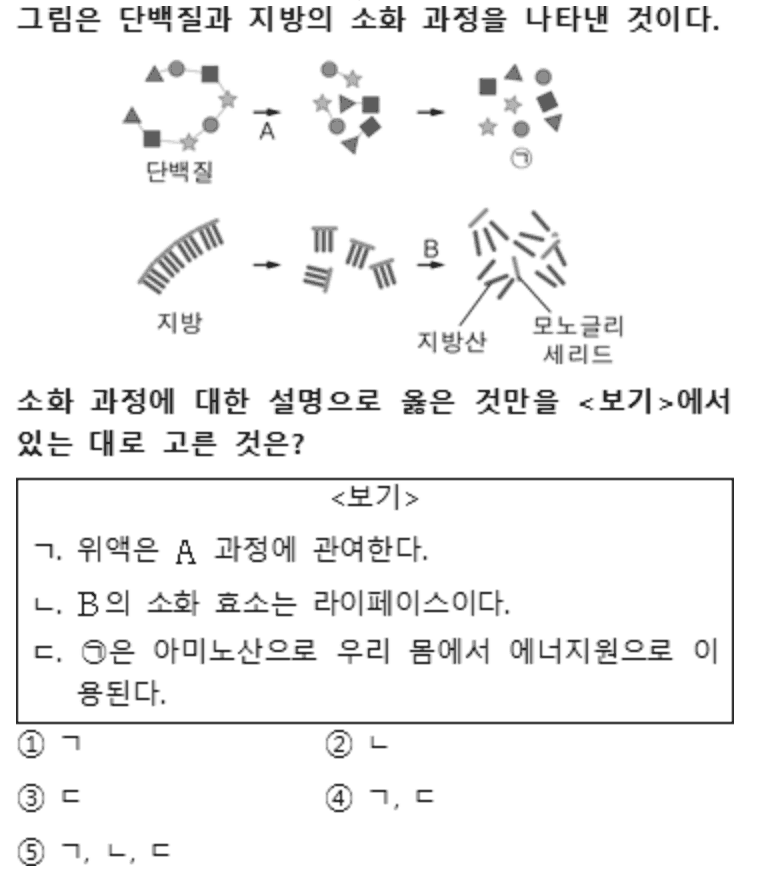 그림은 단백질과 지방의 소화 과정을 나타낸 것이다.
A
단백질
㉠
B
지방
지방산
모노글리
세리드
소화 과정에 대한 설명으로 옳은 것만을 <보기>에서
있는 대로 고른 것은?
<보기>
ㄱ. 위액은 A 과정에 관여한다.
ㄴ. B의 소화 효소는 라이페이스이다.
ㄷ. ㉠은 아미노산으로 우리 몸에서 에너지원으로 이
용된다.
① ㄱ ② ㄴ
③ ㄷ ④ ㄱ, ㄷ
⑤ ㄱ, ㄴ, ㄷ